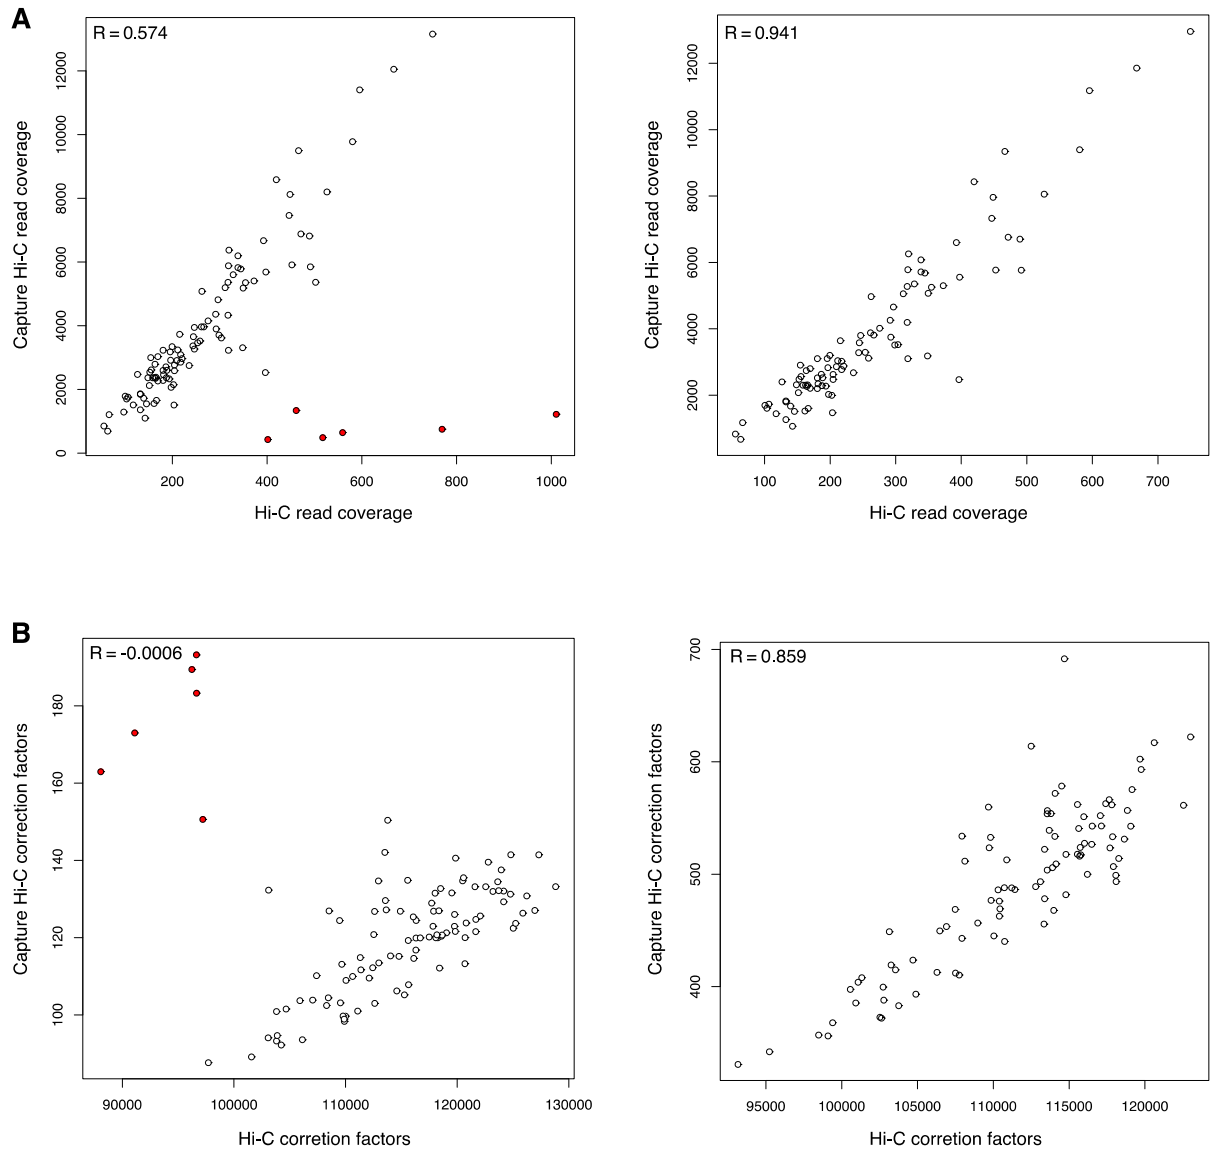 A
R = 0.574
Capture Hi-C read coverage
0 2000 4000 6000 8000 10000 12000
200 400 600 800 1000
Hi-C read coverage
R = 0.941
Capture Hi-C read coverage
2000 4000 6000 8000 10000 12000
100 200 300 400 500 600 700
Hi-C read coverage
B
R = -0.0006
Capture Hi-C correction factors
100 120 140 160 180
90000 100000 110000 120000 130000
Hi-C corretion factors
R = 0.859
Capture Hi-C correction factors
400 500 600 700
95000 100000 105000 110000 115000 120000
Hi-C corretion factors